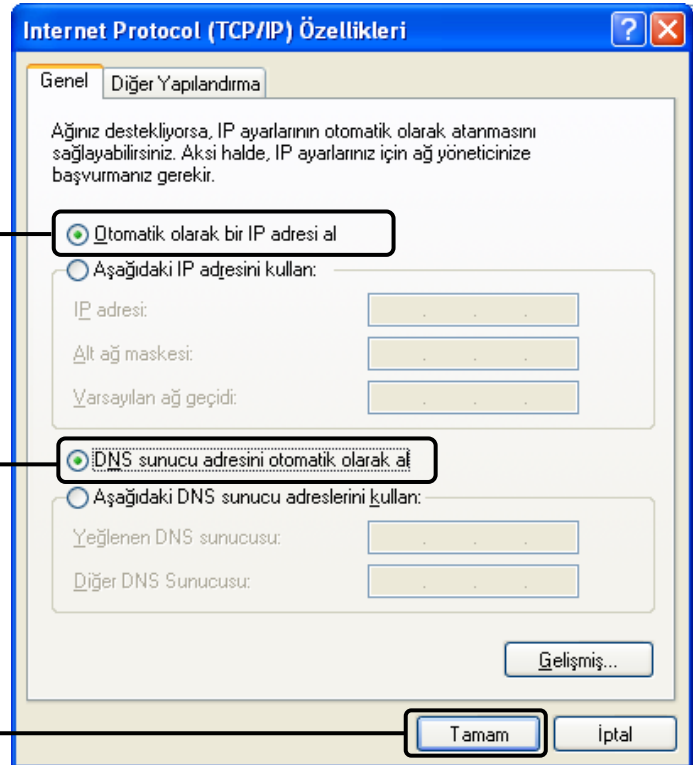 Internet Protocol (TCP/IP) Özellikleri
Genel
Diğer Yapılandırma
Ağınız destekliyorsa, IP ayarlarının otomatik olarak atanmasını
sağlayabilirsiniz. Aksi halde, IP ayarlarınız için ağ yöneticinize
başvurmanız gerekir.
Otomatik olarak bir IP adresi al
Aşağıdaki IP adresini kullan:
IP adresi:
Alt ağ maskesi:
Varsayılan ağ geçidi:
DNS sunucu adresini otomatik olarak al
Aşağıdaki DNS sunucu adreslerini kullan:
Yeğlenen DNS sunucusu:
Diğer DNS Sunucusu:
Gelişmiş...
Tamam
İptal